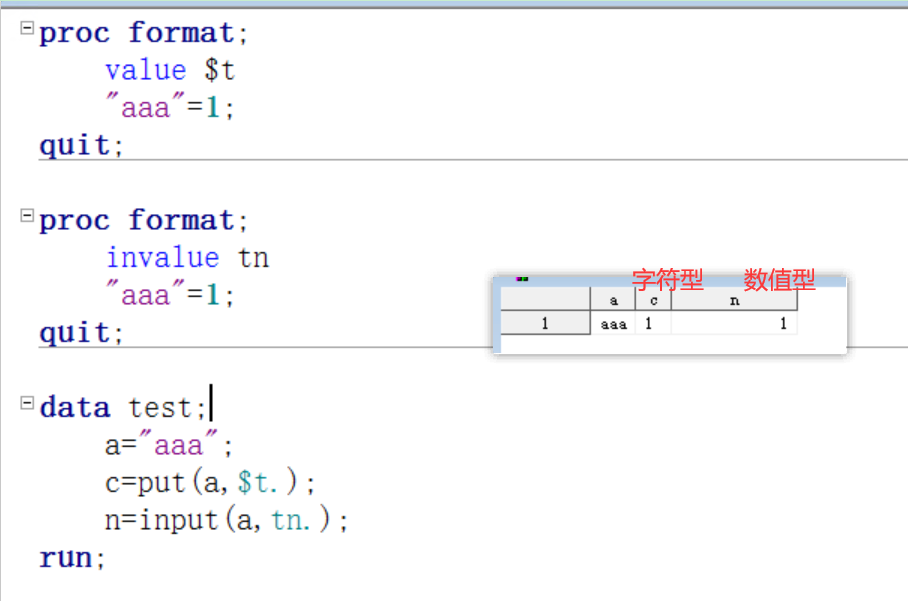 proc format;
value $t
"aaa"=1;
quit;
proc format;
invalue tn
"aaa"=1;
quit;
字符型 数值型
a c n
1 aaa 1 1
data test;
a="aaa";
c=put(a,$t.);
n=input(a,tn.);
run;